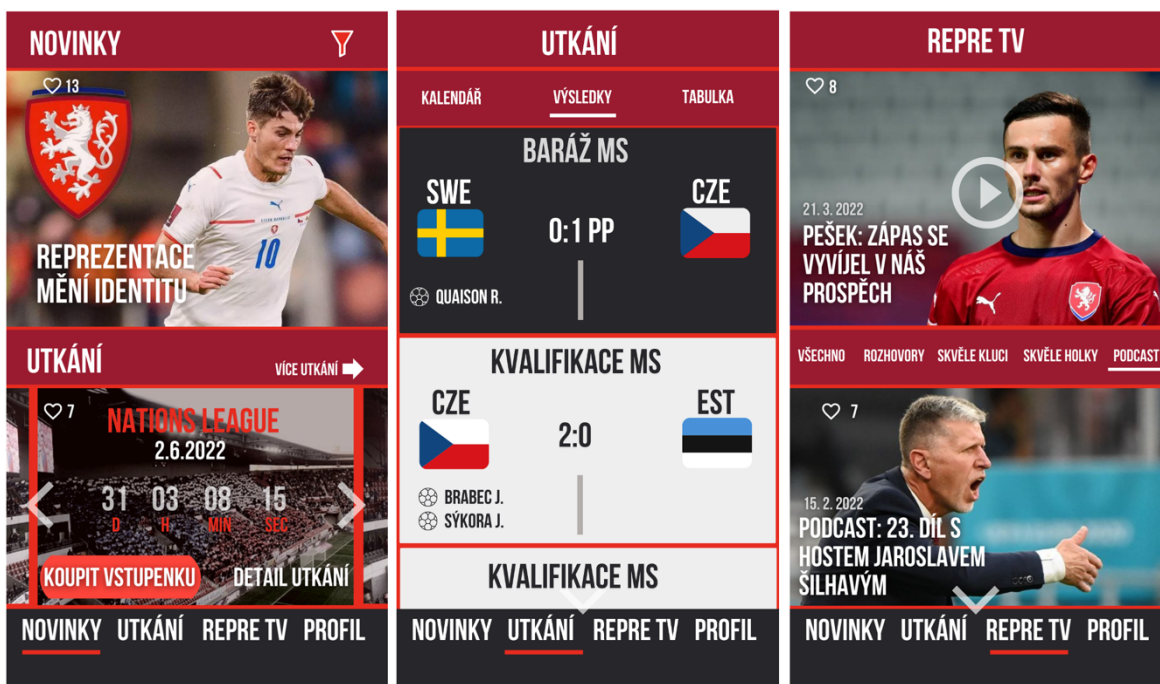 NOVINKY
13
10
REPREZENTACE
MĚNÍ IDENTITU
UTKÁNÍ
VÍCE UTKÁNÍ
7
NATIONS LEAGUE
2.6.2022
31 03 08 15
D H MIN SEC
KOUPIT VSTUPENKU
DETAIL UTKÁNÍ
NOVINKY UTKÁNÍ REPRE TV PROFIL
UTKÁNÍ
KALENDÁŘ VÝSLEDKY TABULKA
BARÁŽ MS
SWE CZE
0:1 PP
QUAISON R.
KVALIFIKACE MS
CZE EST
2:0
BRABEC J.
SÝKORA J.
KVALIFIKACE MS
NOVINKY UTKÁNÍ REPRE TV PROFIL
REPRE TV
8
21. 3. 2022
PEŠEK: ZÁPAS SE
VYVÍJEL V NÁŠ
PROSPĚCH
VŠECHNO ROZHOVORY SKVĚLE KLUCI SKVĚLE HOLKY PODCAST
7
15. 2. 2022
PODCAST: 23. DÍL S
HOSTEM JAROSLAVEM
ŠILHAVÝM
NOVINKY UTKÁNÍ REPRE TV PROFIL